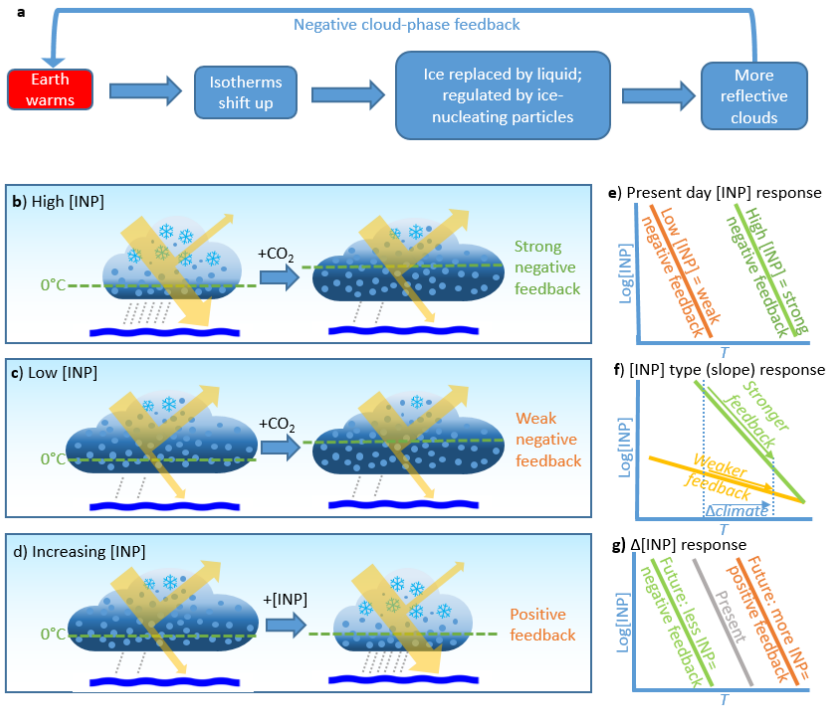 a
Negative cloud-phase feedback
Earth
warms
Isotherms
shift up
Ice replaced by liquid;
regulated by ice-
nucleating particles
More
reflective
clouds
b) High [INP]
0°C
+CO2
Strong
negative
feedback
c) Low [INP]
0°C
+CO2
Weak
negative
feedback
d) Increasing [INP]
0°C
+[INP]
Positive
feedback
e) Present day [INP] response
Log[INP]
Low [INP] = weak
negative feedback
High [INP] = strong
negative feedback
T
f) [INP] type (slope) response
Log[INP]
Stronger
feedback
Weaker
feedback
Δclimate
T
g) Δ[INP] response
Log[INP]
Future: less INP=
negative feedback
Present
Future: more INP=
positive feedback
T